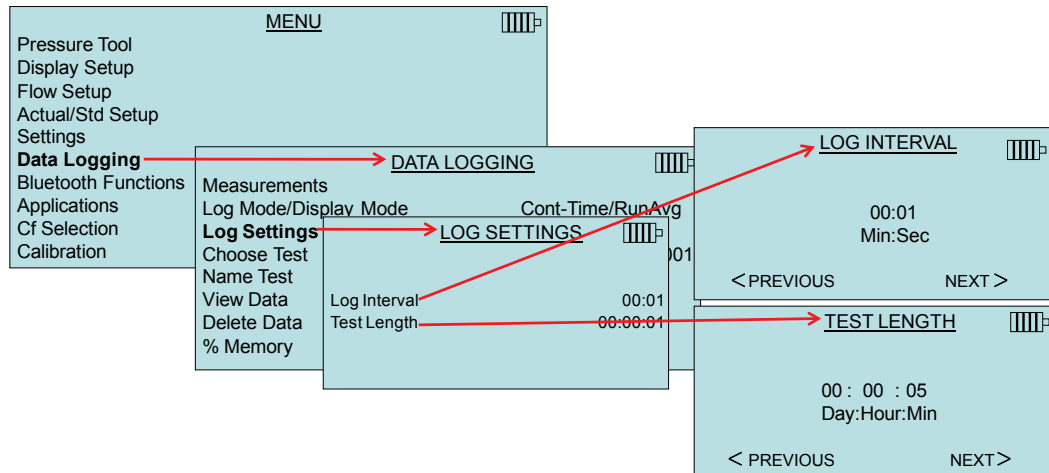 MENU
Pressure Tool
Display Setup
Flow Setup
Actual/Std Setup
Settings
Data Logging
Bluetooth Functions
Applications
Cf Selection
Calibration
DATA LOGGING
Measurements
Log Mode/Display Mode Cont-Time/RunAvg
Log Settings
Choose Test 001
Name Test
View Data
Delete Data
% Memory
LOG SETTINGS
Log Interval 00:01
Test Length 00:00:01
LOG INTERVAL
00:01
Min:Sec
< PREVIOUS NEXT >
TEST LENGTH
00 : 00 : 05
Day:Hour:Min
< PREVIOUS NEXT >